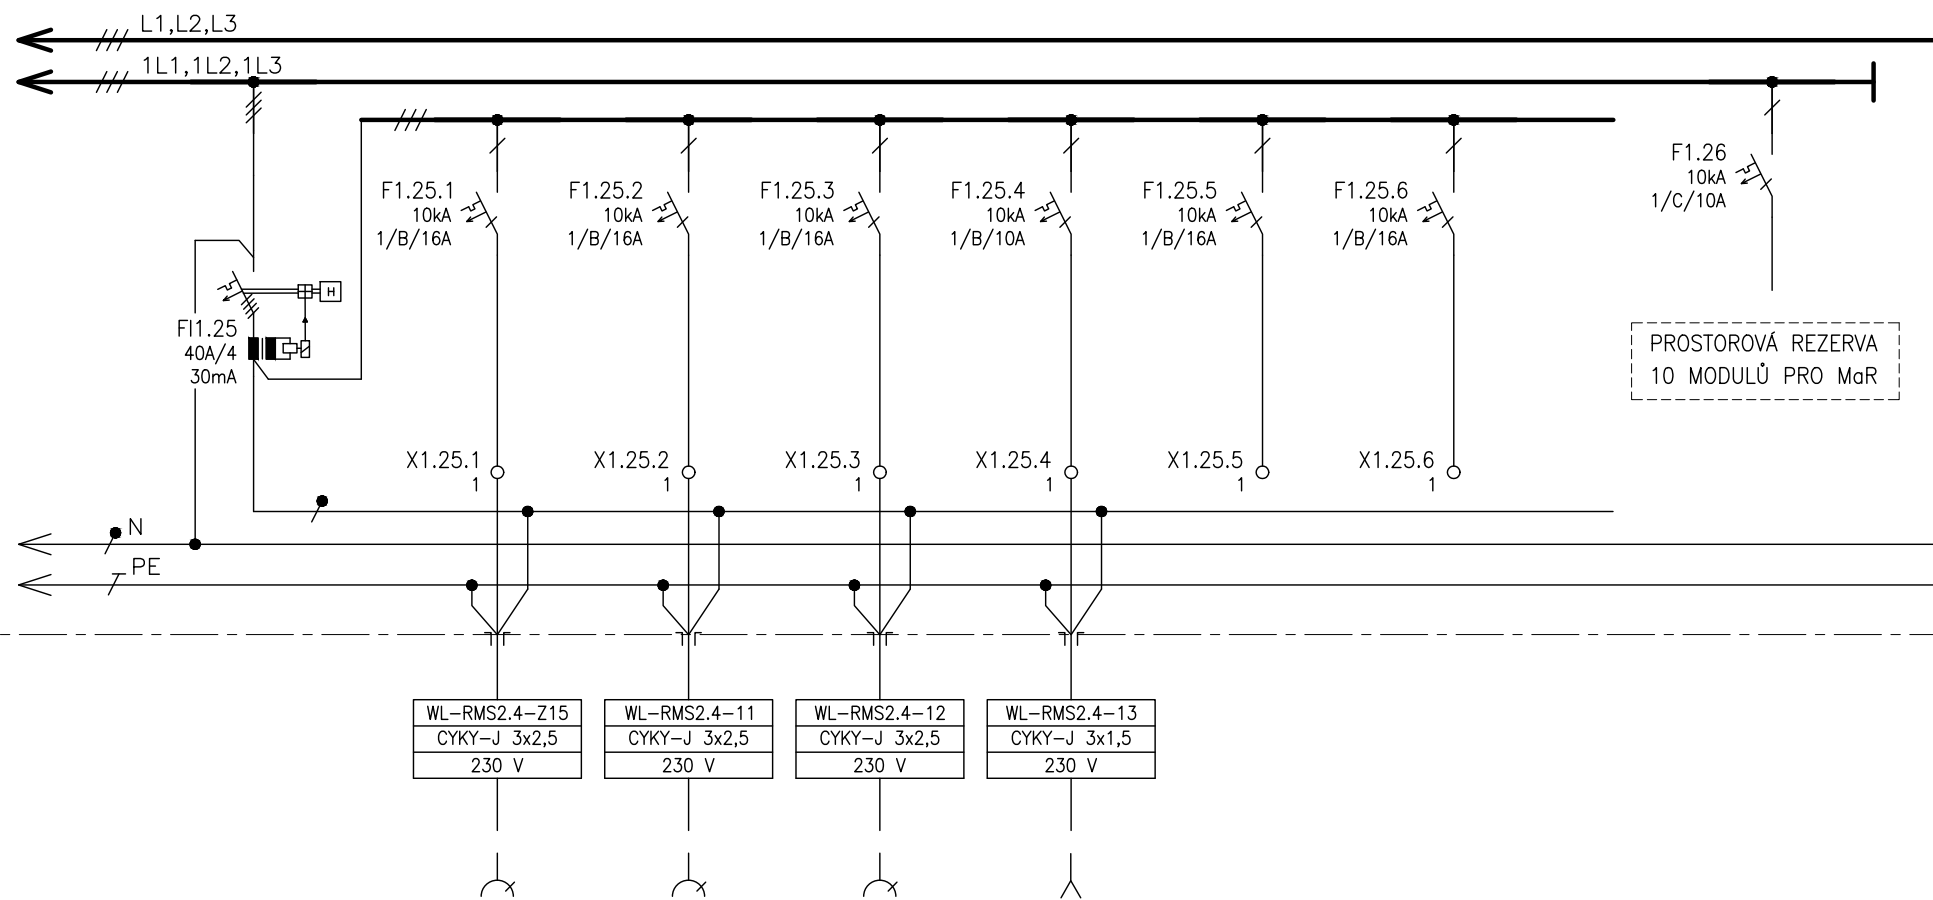 L1,L2,L3
1L1,1L2,1L3
F1.25.1
10kA
1/B/16A
F1.25.2
10kA
1/B/16A
F1.25.3
10kA
1/B/16A
F1.25.4
10kA
1/B/10A
F1.25.5
10kA
1/B/16A
F1.25.6
10kA
1/B/16A
F1.26
10kA
1/C/10A
H
FI1.25
40A/4
30mA
PROSTOROVÁ REZERVA
10 MODULŮ PRO MaR
X1.25.1
1
X1.25.2
1
X1.25.3
1
X1.25.4
1
X1.25.5
1
X1.25.6
1
N
PE
WL-RMS2.4-Z15
CYKY-J 3x2,5
230 V
WL-RMS2.4-11
CYKY-J 3x2,5
230 V
WL-RMS2.4-12
CYKY-J 3x2,5
230 V
WL-RMS2.4-13
CYKY-J 3x1,5
230 V